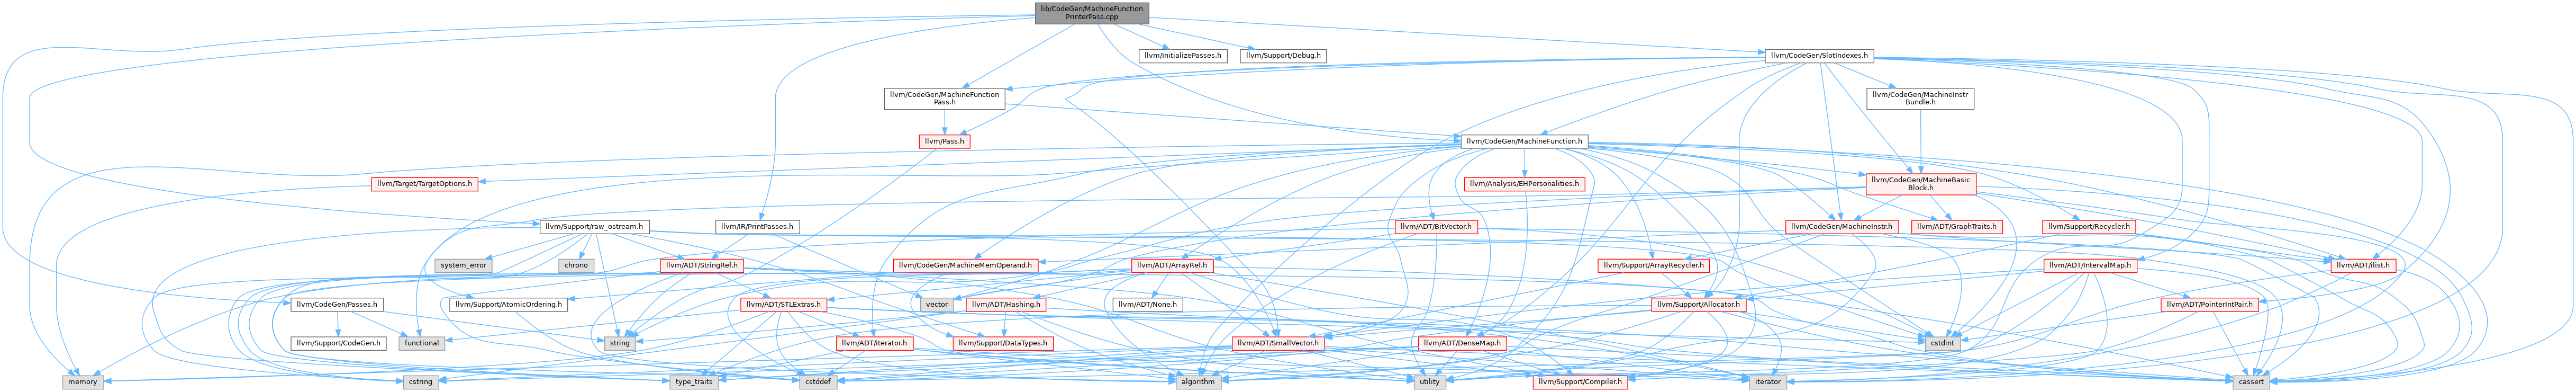 lib/CodeGen/MachineFunction
PrinterPass.cpp
llvm/InitializePasses.h
llvm/Support/Debug.h
llvm/CodeGen/SlotIndexes.h
llvm/CodeGen/MachineFunction
Pass.h
llvm/CodeGen/MachineInstr
Bundle.h
llvm/Pass.h
llvm/CodeGen/MachineFunction.h
llvm/Target/TargetOptions.h
llvm/Analysis/EHPersonalities.h
llvm/CodeGen/MachineBasic
Block.h
llvm/Support/raw_ostream.h
llvm/IR/PrintPasses.h
llvm/ADT/BitVector.h
llvm/CodeGen/MachineInstr.h
llvm/ADT/GraphTraits.h
llvm/Support/Recycler.h
system_error
chrono
llvm/ADT/StringRef.h
llvm/CodeGen/MachineMemOperand.h
llvm/ADT/ArrayRef.h
llvm/Support/ArrayRecycler.h
llvm/ADT/IntervalMap.h
llvm/ADT/ilist.h
llvm/CodeGen/Passes.h
llvm/Support/AtomicOrdering.h
llvm/ADT/STLExtras.h
vector
llvm/ADT/Hashing.h
llvm/ADT/None.h
llvm/Support/Allocator.h
llvm/ADT/PointerIntPair.h
llvm/Support/CodeGen.h
functional
string
llvm/ADT/iterator.h
llvm/Support/DataTypes.h
llvm/ADT/SmallVector.h
llvm/ADT/DenseMap.h
cstdint
memory
cstring
type_traits
cstddef
algorithm
utility
llvm/Support/Compiler.h
iterator
cassert